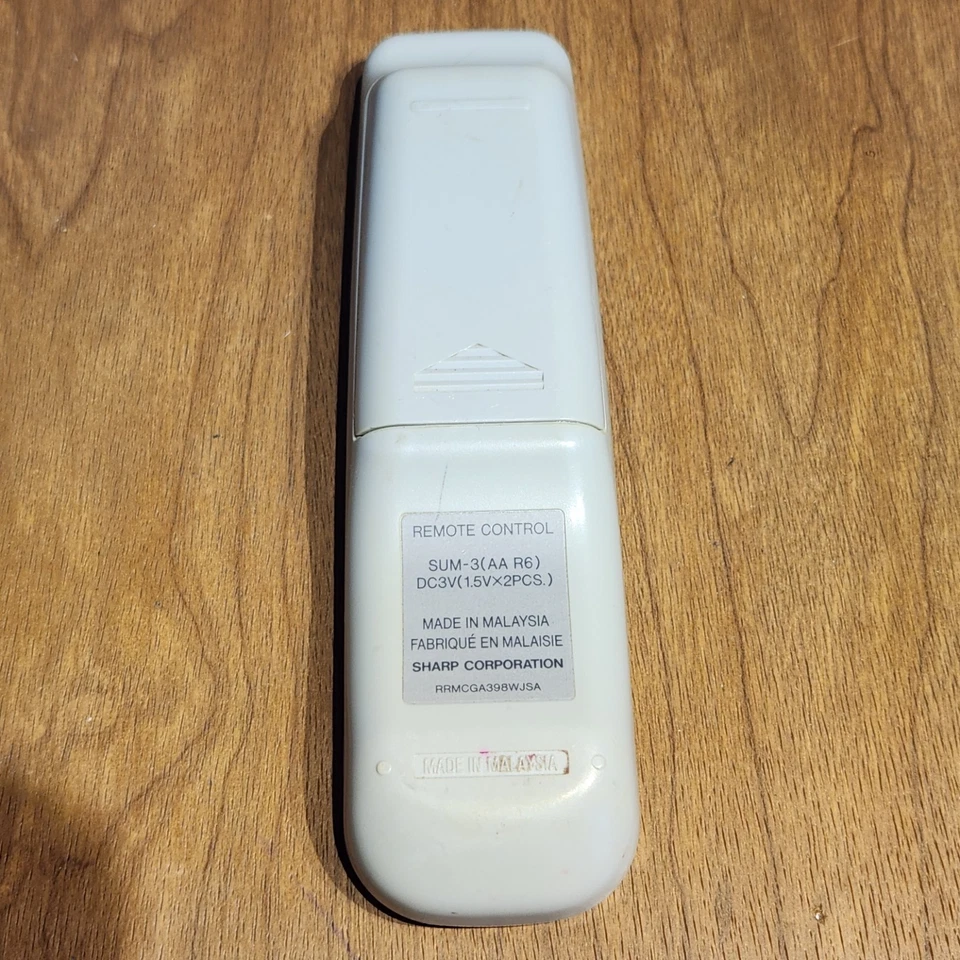 REMOTE CONTROL
SUM-3(AA R6)
DC3V(1.5V×2PCS.)
MADE IN MALAYSIA
FABRIQUÉ EN MALAISIE
SHARP CORPORATION
RRMCGA398WJSA
MADE IN MALAYSIA